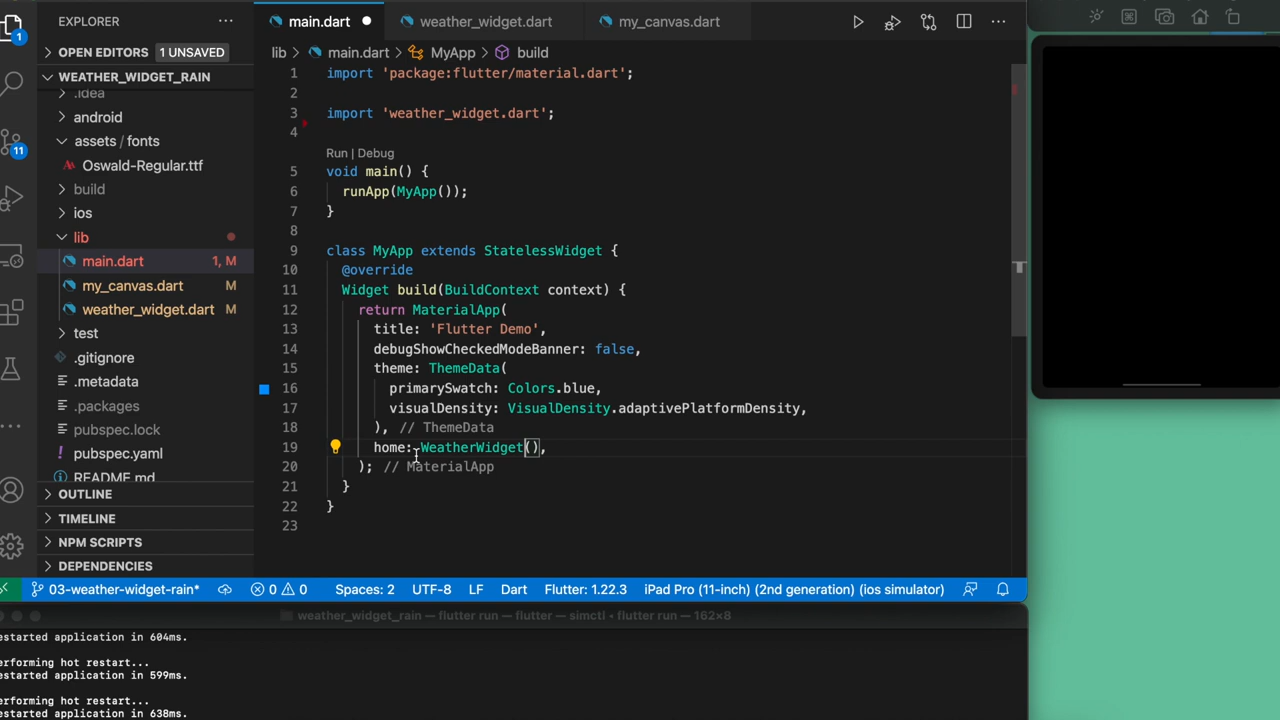 EXPLORER
OPEN EDITORS 1 UNSAVED
WEATHER_WIDGET_RAIN
.idea
android
assets / fonts
Oswald-Regular.ttf
build
ios
lib
main.dart 1, M
my_canvas.dart M
weather_widget.dart M
test
.gitignore
.metadata
.packages
pubspec.lock
! pubspec.yaml
README.md
OUTLINE
TIMELINE
NPM SCRIPTS
DEPENDENCIES
1
11
main.dart weather_widget.dart my_canvas.dart
lib > main.dart > MyApp > build
1 import 'package:flutter/material.dart';
2
3 import 'weather_widget.dart';
4
Run | Debug
5 void main() {
6 runApp(MyApp());
7 }
8
9 class MyApp extends StatelessWidget {
10 @override
11 Widget build(BuildContext context) {
12 return MaterialApp(
13 title: 'Flutter Demo',
14 debugShowCheckedModeBanner: false,
15 theme: ThemeData(
16 primarySwatch: Colors.blue,
17 visualDensity: VisualDensity.adaptivePlatformDensity,
18 ), // ThemeData
19 home: WeatherWidget(),
20 ); // MaterialApp
21 }
22 }
23
03-weather-widget-rain* 0 0 Spaces: 2 UTF-8 LF Dart Flutter: 1.22.3 iPad Pro (11-inch) (2nd generation) (ios simulator)
weather_widget_rain — flutter run — flutter — simctl • flutter run — 162×8
estarted application in 604ms.
erforming hot restart...
estarted application in 599ms.
erforming hot restart...
estarted application in 638ms.